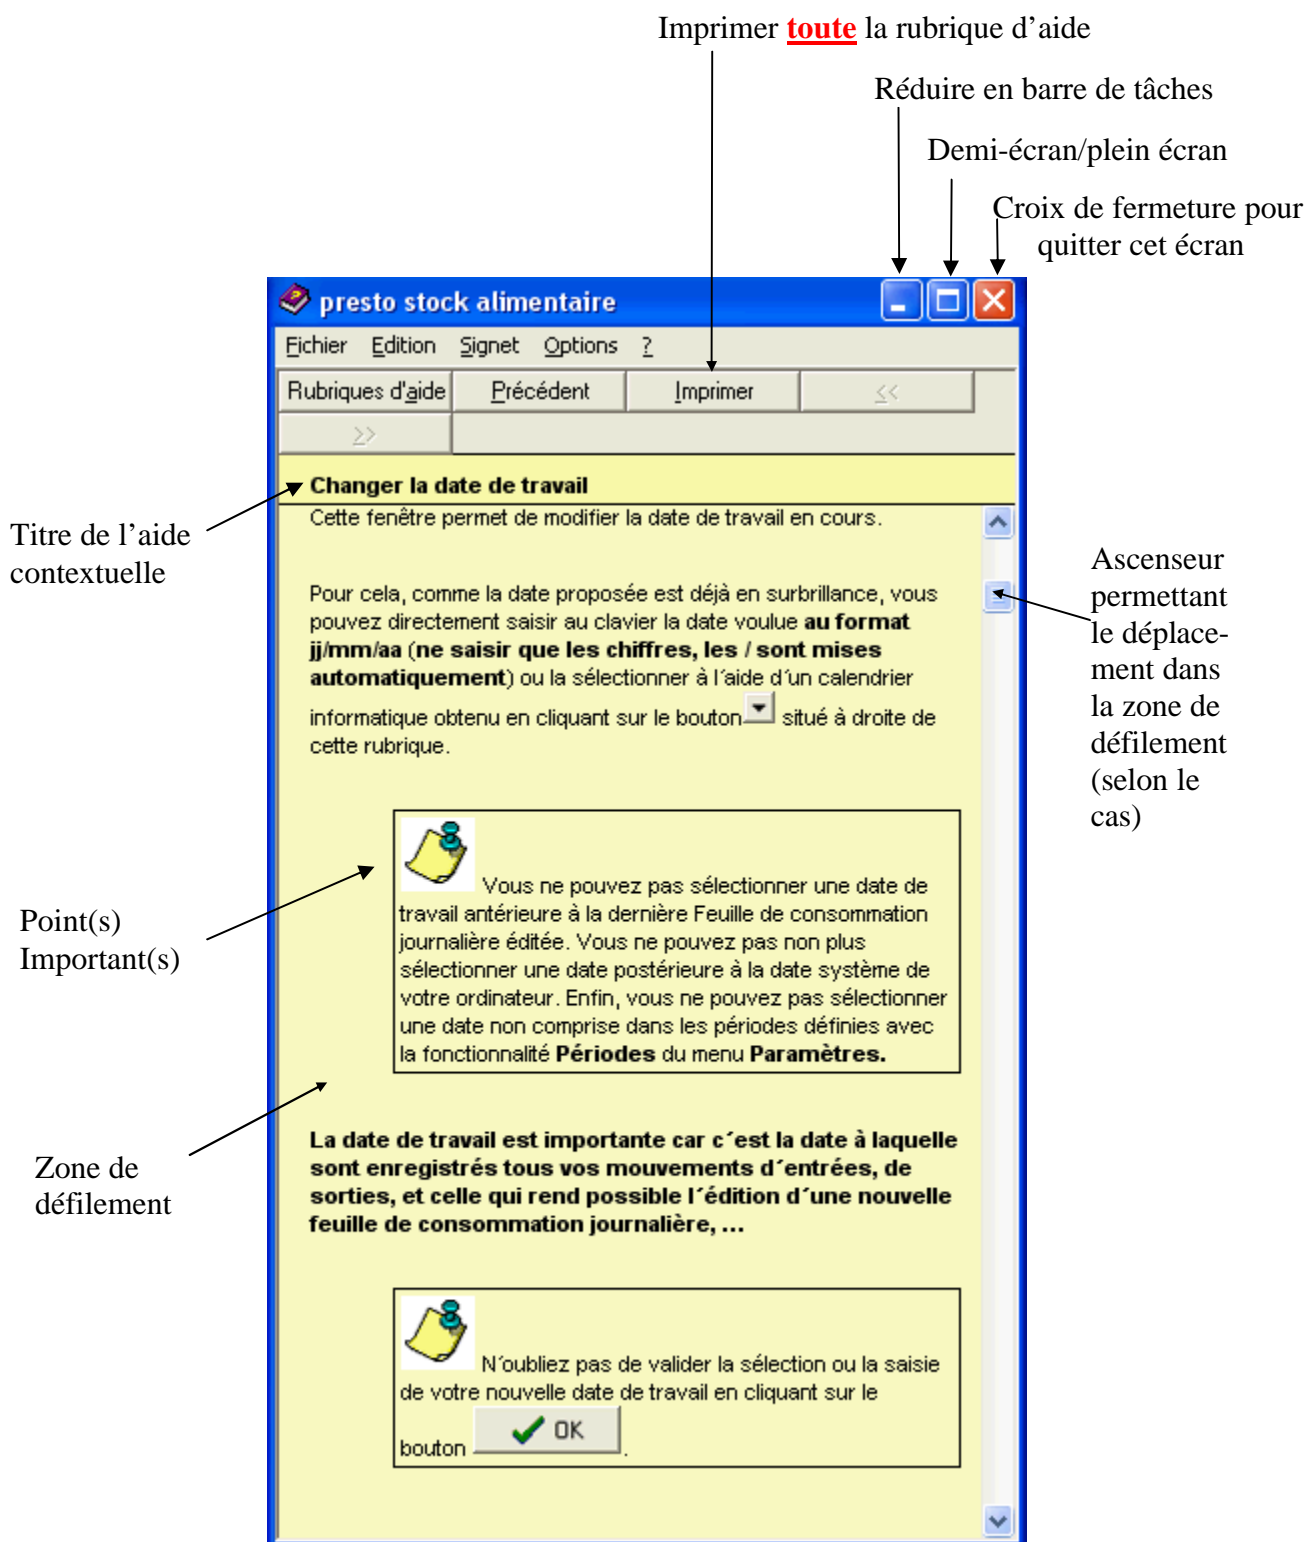 Imprimer toute la rubrique d’aide
Réduire en barre de tâches
Demi-écran/plein écran
Croix de fermeture pour
quitter cet écran
presto stock alimentaire
Fichier Edition Signet Options ?
Rubriques d'aide Précédent Imprimer <<
>>
Changer la date de travail
Titre de l’aide
contextuelle
Cette fenêtre permet de modifier la date de travail en cours.
Pour cela, comme la date proposée est déjà en surbrillance, vous
pouvez directement saisir au clavier la date voulue au format
jj/mm/aa (ne saisir que les chiffres, les / sont mises
automatiquement) ou la sélectionner à l´aide d´un calendrier
informatique obtenu en cliquant sur le bouton situé à droite de
cette rubrique.
Ascenseur
permettant
le déplace-
ment dans
la zone de
défilement
(selon le
cas)
Point(s)
Important(s)
Vous ne pouvez pas sélectionner une date de
travail antérieure à la dernière Feuille de consommation
journalière éditée. Vous ne pouvez pas non plus
sélectionner une date postérieure à la date système de
votre ordinateur. Enfin, vous ne pouvez pas sélectionner
une date non comprise dans les périodes définies avec
la fonctionnalité Périodes du menu Paramètres.
Zone de
défilement
La date de travail est importante car c´est la date à laquelle
sont enregistrés tous vos mouvements d´entrées, de
sorties, et celle qui rend possible l´édition d´une nouvelle
feuille de consommation journalière, ...
N´oubliez pas de valider la sélection ou la saisie
de votre nouvelle date de travail en cliquant sur le
bouton OK .